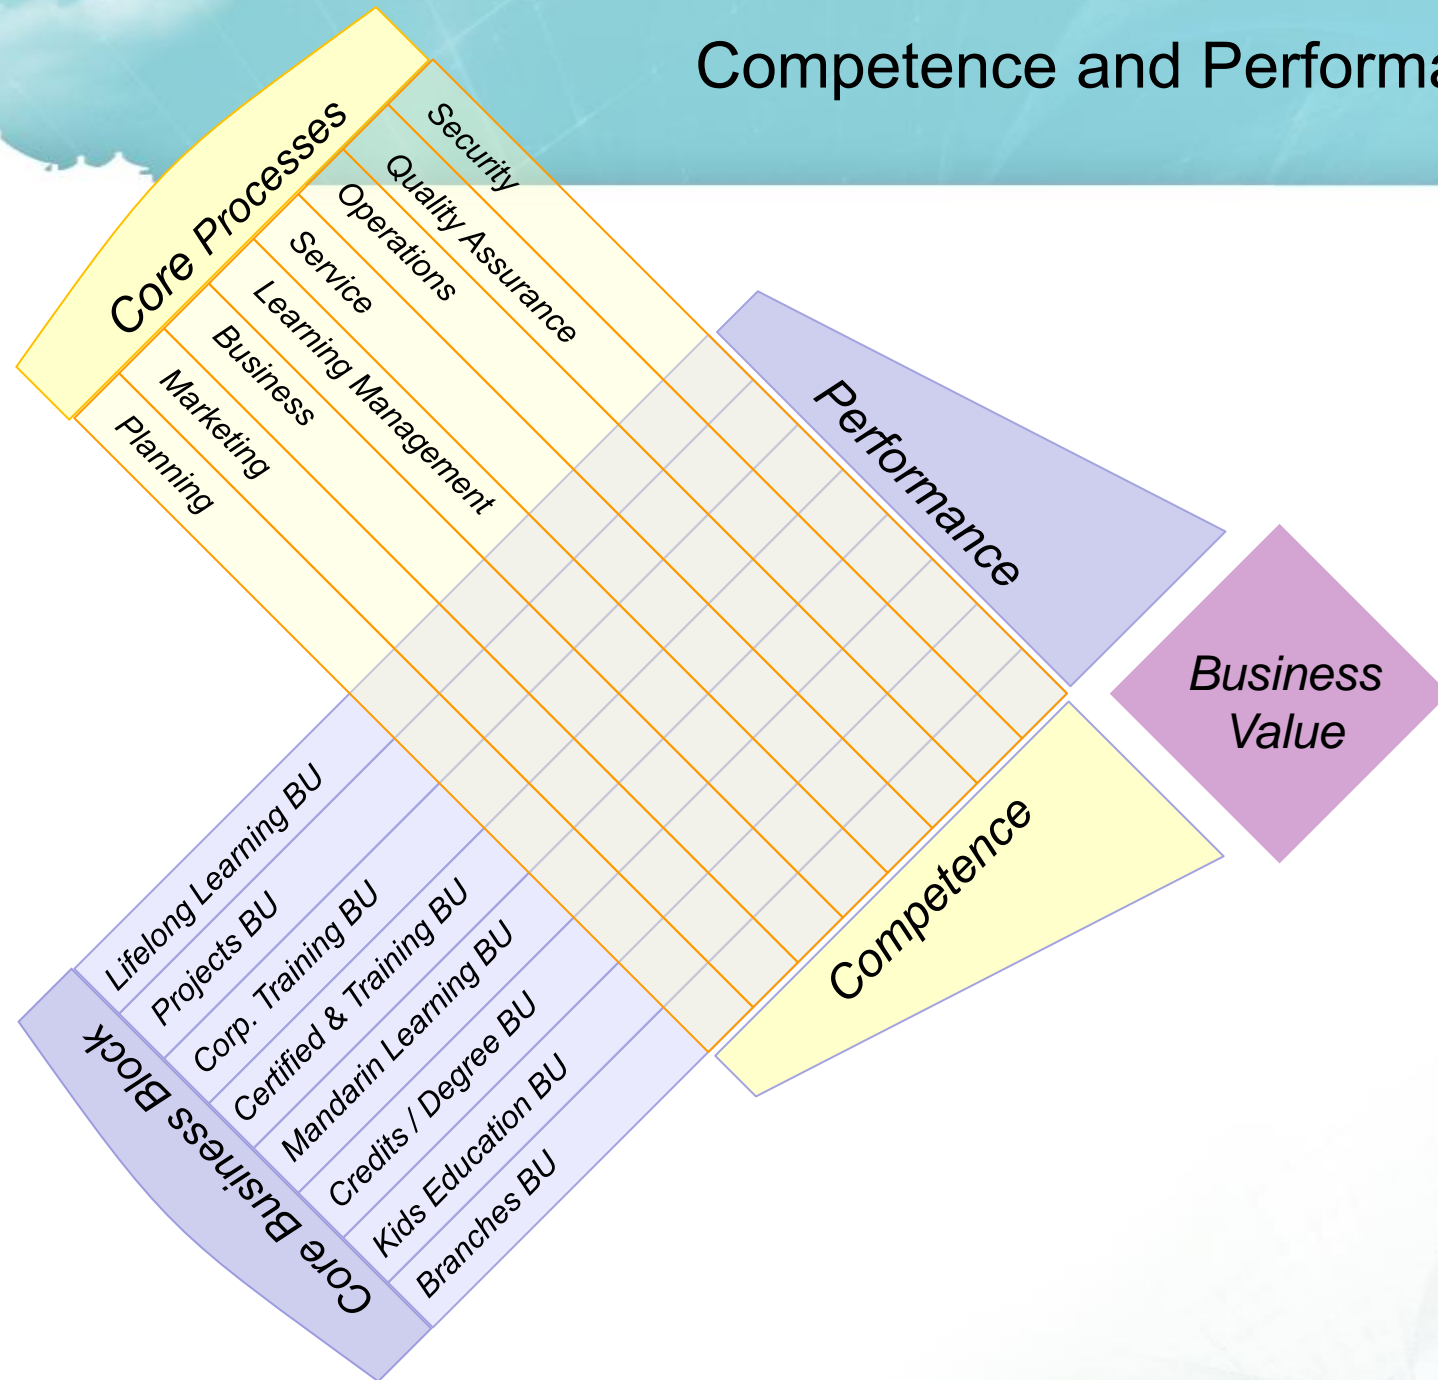 Competence and Performa
Core Processes
Security
Quality Assurance
Operations
Service
Learning Management
Business
Marketing
Planning
Performance
Business
Value
Competence
Lifelong Learning BU
Projects BU
Corp. Training BU
Certified & Training BU
Mandarin Learning BU
Credits / Degree BU
Kids Education BU
Branches BU
Core Business Block